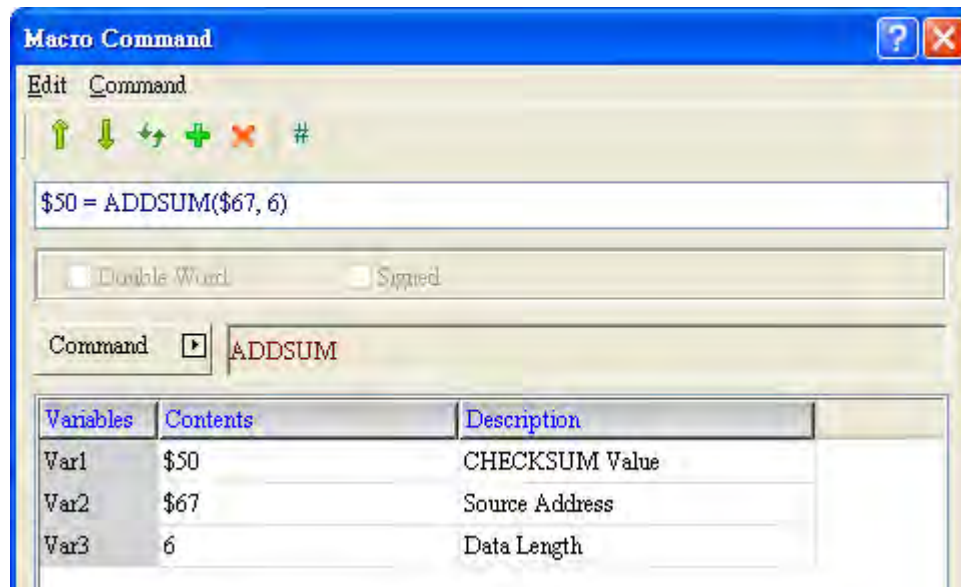 Macro Command
Edit Command
#
$50 = ADDSUM($67, 6)
Double Word Signed
Command ADDSUM
Variables Contents Description
Var1 $50 CHECKSUM Value
Var2 $67 Source Address
Var3 6 Data Length